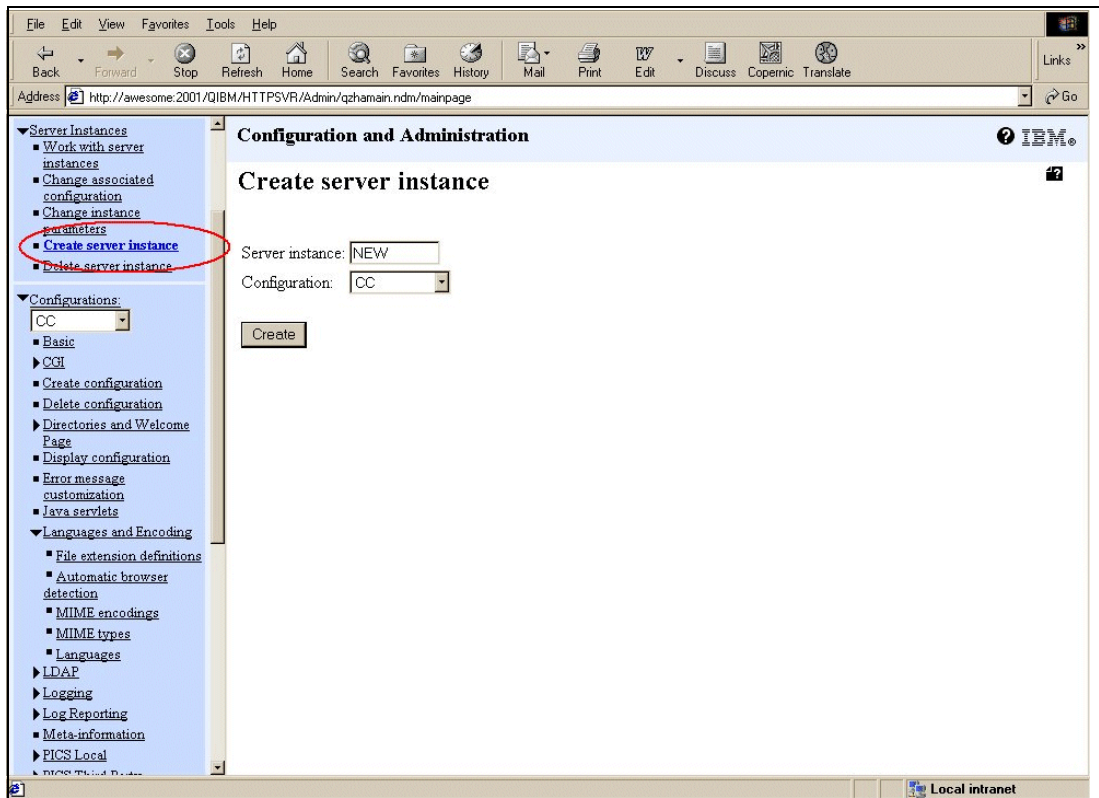 File Edit View Favorites Tools Help
Back Forward Stop Refresh Home Search Favorites History Mail Print Edit Discuss Copernic Translate
Links
Address http://awesome:2001/QIBM/HTTPSVR/Admin/qzhamain.ndm/mainpage Go
Server Instances
Work with server
instances
Change associated
configuration
Change instance
parameters
Create server instance
Delete server instance
Configurations:
CC
Basic
CGI
Create configuration
Delete configuration
Directories and Welcome
Page
Display configuration
Error message
customization
Java servlets
Languages and Encoding
File extension definitions
Automatic browser
detection
MIME encodings
MIME types
Languages
LDAP
Logging
Log Reporting
Meta-information
PICS Local
PICS Third Party
Configuration and Administration
IBM®
Create server instance
Server instance: NEW
Configuration: CC
Create
Local intranet